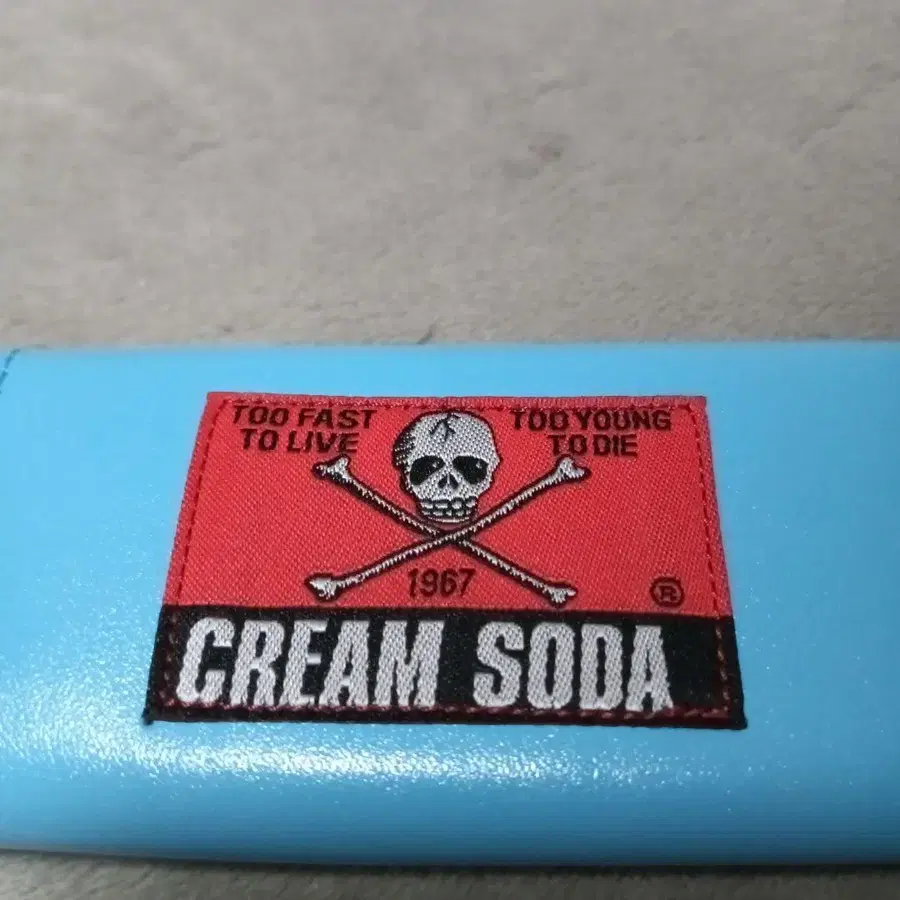 TOO FAST TOO YOUNG
TO LIVE TO DIE
1967
®
CREAM SODA